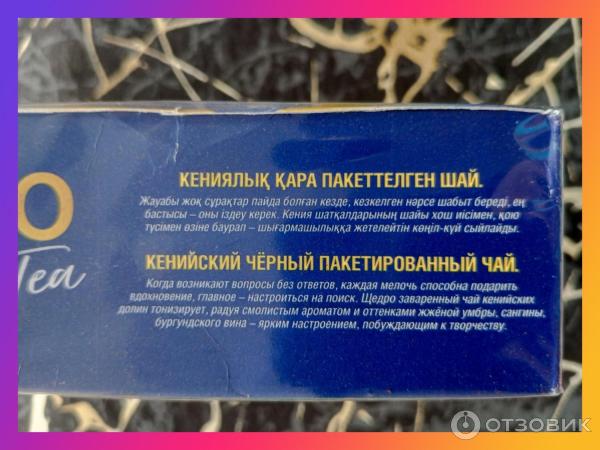 O
Tea
КЕНИЯЛЫҚ ҚАРА ПАКЕТТЕЛГЕН ШАЙ.
Жауабы жоқ сұрақтар пайда болған кезде, кезкелген нәрсе шабыт береді, ең
бастысы – оны іздеу керек. Кения шатқалдарының шайы хош иісімен, қою
түсімен өзіне баурап – шығармашылыққа жетелейтін көңіл-күй сыйлайды.
КЕНИЙСКИЙ ЧЁРНЫЙ ПАКЕТИРОВАННЫЙ ЧАЙ.
Когда возникают вопросы без ответов, каждая мелочь способна подарить
вдохновение, главное – настроиться на поиск. Щедро заваренный чай кенийских
долин тонизирует, радуя смолистым ароматом и оттенками жжёной умбры, сангины,
бургундского вина – ярким настроением, побуждающим к творчеству.
ОТЗОВИК